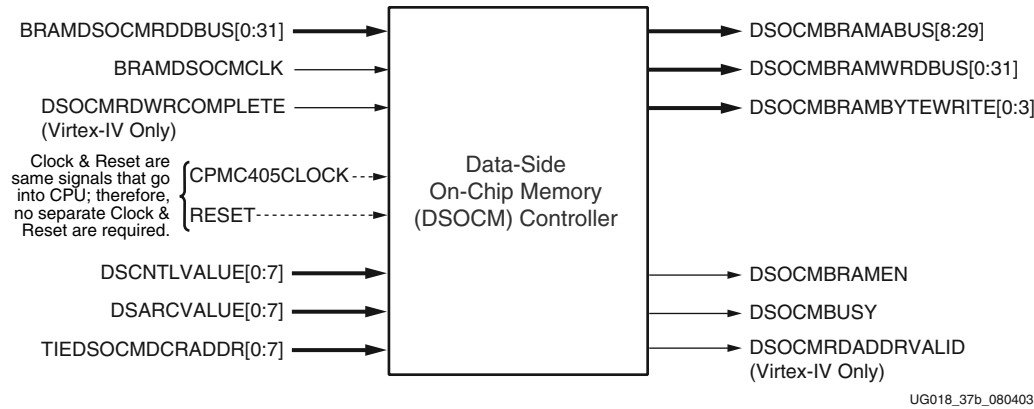 BRAMDSOCMRDDBUS[0:31]
BRAMDSOCMCLK
DSOCMRDWRCOMPLETE
(Virtex-IV Only)
Clock & Reset are
same signals that go
into CPU; therefore,
no separate Clock &
Reset are required.
CPMC405CLOCK
RESET
DSCNTLVALUE[0:7]
DSARCVALUE[0:7]
TIEDSOCMDCRADDR[0:7]
Data-Side
On-Chip Memory
(DSOCM) Controller
DSOCMBRAMABUS[8:29]
DSOCMBRAMWRDBUS[0:31]
DSOCMBRAMBYTEWRITE[0:3]
DSOCMBRAMEN
DSOCMBUSY
DSOCMRDADDRVALID
(Virtex-IV Only)
UG018_37b_080403